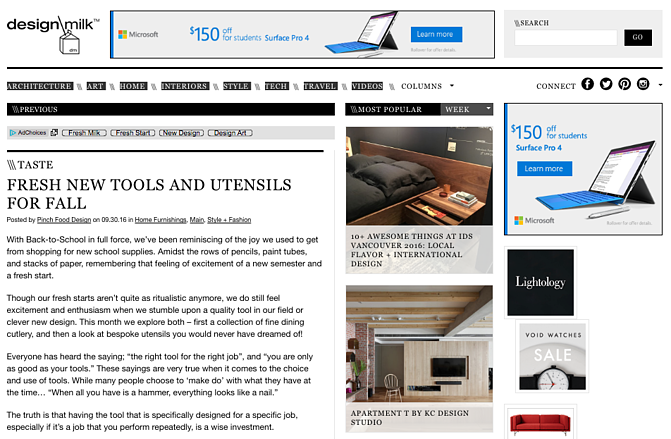 design\milk™
dm
Microsoft
$150 off for students Surface Pro 4
Learn more
\\\SEARCH
GO
ARCHITECTURE \\\ ART \\\ HOME \\\ INTERIORS \\\ STYLE \\\ TECH \\\ TRAVEL \\\ VIDEOS \\\ COLUMNS
CONNECT
\\\PREVIOUS
AdChoices
Fresh Milk
Fresh Start
New Design
Design Art
\\\ TASTE
FRESH NEW TOOLS AND UTENSILS
FOR FALL
Posted by Pinch Food Design on 09.30.16 in Home Furnishings, Main, Style + Fashion
With Back-to-School in full force, we've been reminiscing of the joy we used to get
from shopping for new school supplies. Amidst the rows of pencils, paint tubes,
and stacks of paper, remembering that feeling of excitement of a new semester and
a fresh start.
Though our fresh starts aren't quite as ritualistic anymore, we do still feel
excitement and enthusiasm when we stumble upon a quality tool in our field or
clever new design. This month we explore both – first a collection of fine dining
cutlery, and then a look at bespoke utensils you would never have dreamed of!
Everyone has heard the saying; "the right tool for the right job", and "you are only
as good as your tools." These sayings are very true when it comes to the choice
and use of tools. While many people choose to 'make do' with what they have at
the time… "When all you have is a hammer, everything looks like a nail."
The truth is that having the tool that is specifically designed for a specific job,
especially if it's a job that you perform repeatedly, is a wise investment.
\\\MOST POPULAR
WEEK
10+ AWESOME THINGS AT IDS
VANCOUVER 2016: LOCAL
FLAVOR + INTERNATIONAL
DESIGN
APARTMENT T BY KC DESIGN
STUDIO
$150 off
for students
Surface Pro 4
Learn more
Microsoft
Lightology
VOID WATCHES
SALE